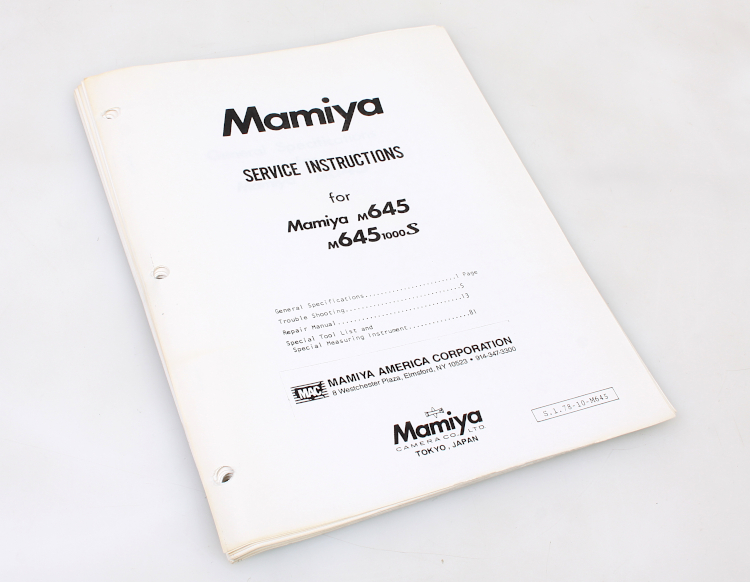 Mamiya
SERVICE INSTRUCTIONS
for
Mamiya M645
M645 1000S
General Specifications......................1 Page
Trouble Shooting............................5
Repair Manual...............................13
Special Tool List and
Special Measuring Instrument...............81
MAC
MAMIYA AMERICA CORPORATION
8 Westchester Plaza, Elmsford, NY 10523 • 914-347-3300
Mamiya
CAMERA CO., LTD.
TOKYO, JAPAN
S.I.78-10-M645